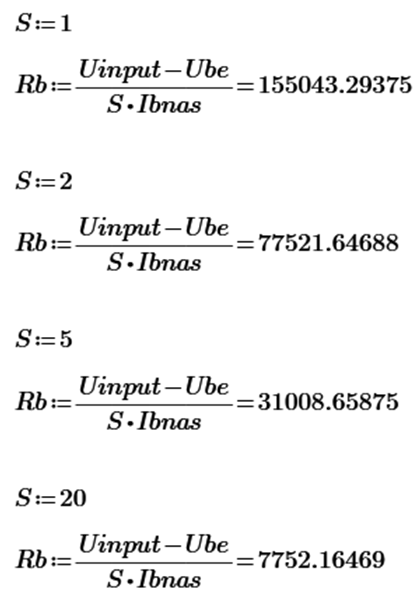 S:=1
Rb:=(Uinput-Ube)/(S·Ibnas)=155043.29375
S:=2
Rb:=(Uinput-Ube)/(S·Ibnas)=77521.64688
S:=5
Rb:=(Uinput-Ube)/(S·Ibnas)=31008.65875
S:=20
Rb:=(Uinput-Ube)/(S·Ibnas)=7752.16469